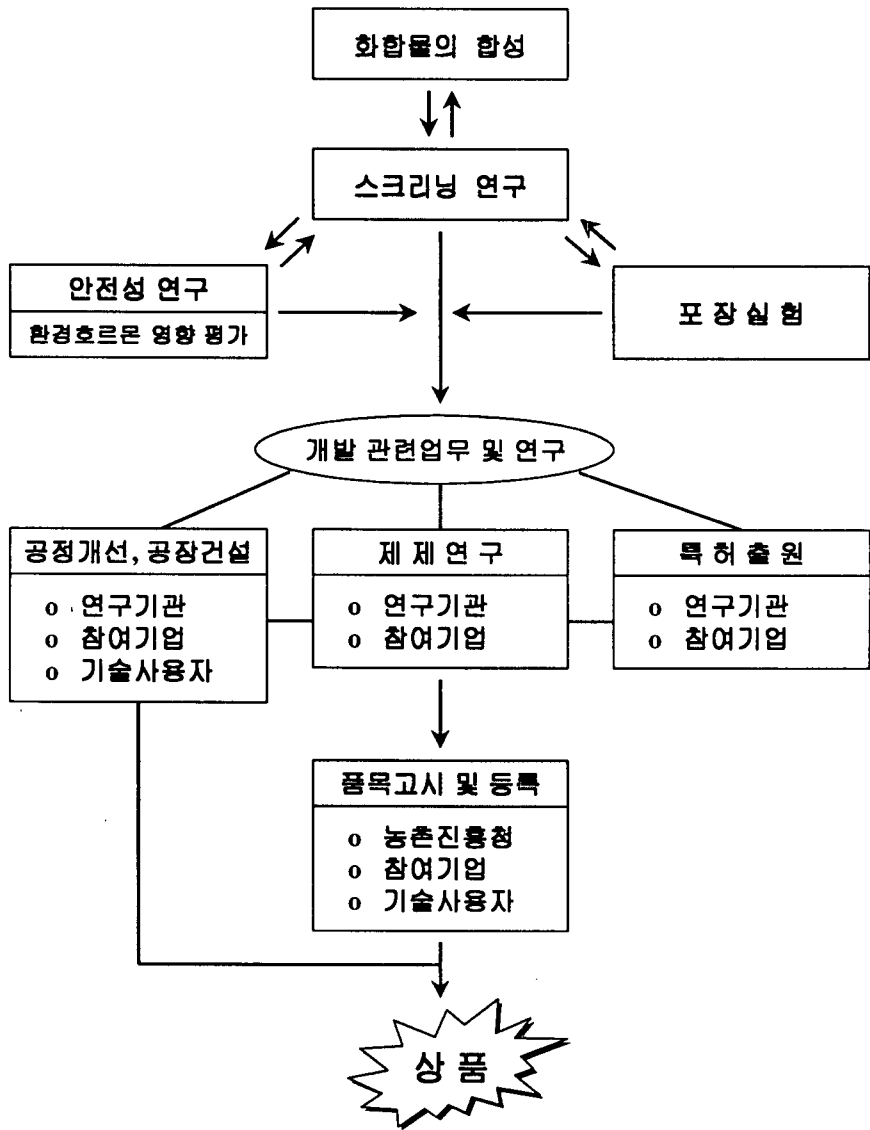 화합물의 합성
스크리닝 연구
안전성 연구
환경호르몬 영향 평가
포 장 실 험
개발 관련업무 및 연구
공정개선, 공장건설
o 연구기관
o 참여기업
o 기술사용자
제 제 연 구
o 연구기관
o 참여기업
특 허 출 원
o 연구기관
o 참여기업
품목고시 및 등록
o 농촌진흥청
o 참여기업
o 기술사용자
상 품